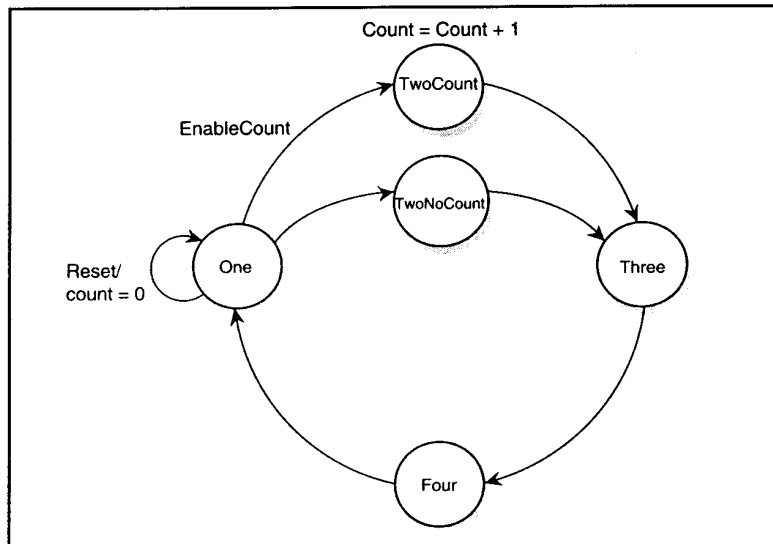 Count = Count + 1
TwoCount
EnableCount
TwoNoCount
One
Three
Reset/
count = 0
Four